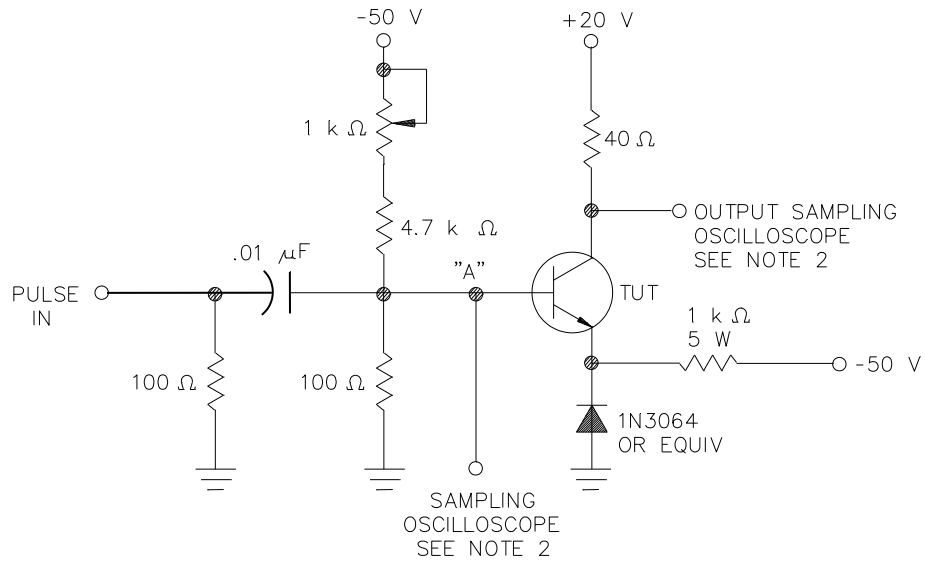 -50 V
+20 V
1 k Ω
40 Ω
4.7 k Ω
OUTPUT SAMPLING
OSCILLOSCOPE
SEE NOTE 2
.01 μF
"A"
PULSE
IN
TUT
1 k Ω
5 W
-50 V
100 Ω
100 Ω
1N3064
OR EQUIV
SAMPLING
OSCILLOSCOPE
SEE NOTE 2